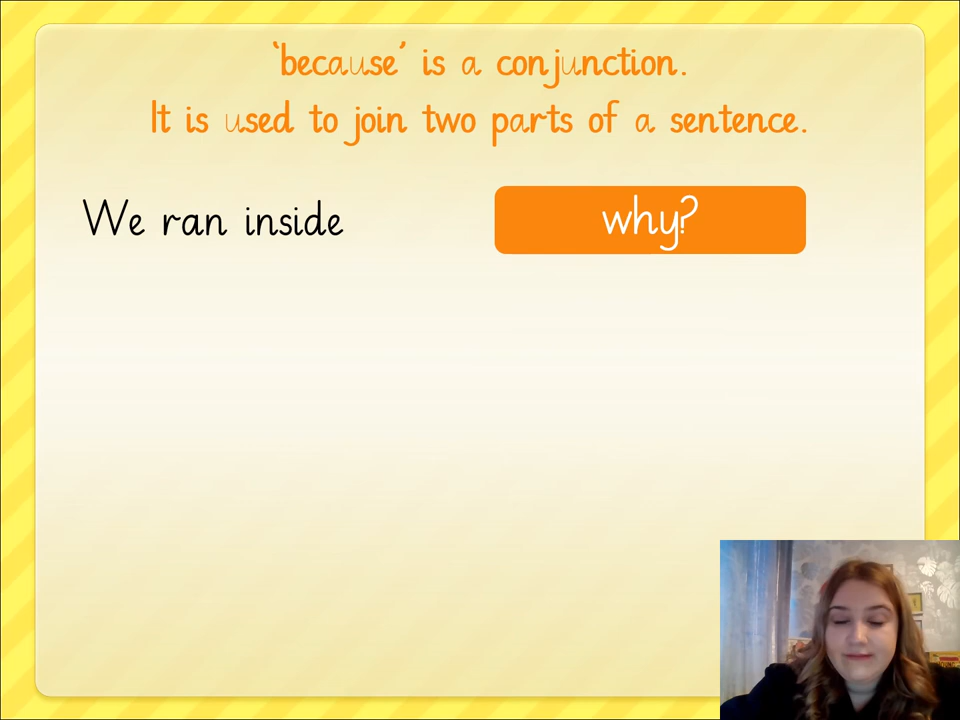 ‘because’ is a conjunction.
It is used to join two parts of a sentence.
We ran inside
why?